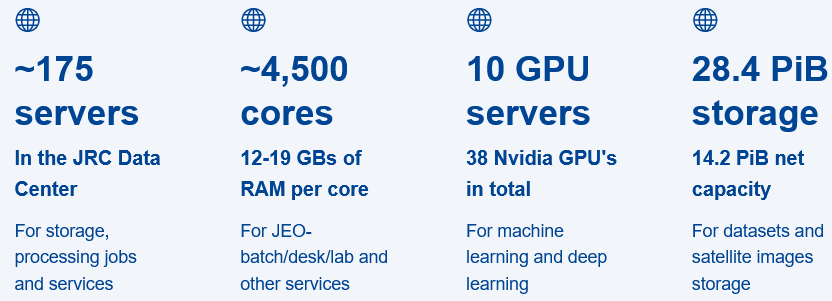 ~175
servers
In the JRC Data
Center
For storage,
processing jobs
and services
~4,500
cores
12-19 GBs of
RAM per core
For JEO-
batch/desk/lab and
other services
10 GPU
servers
38 Nvidia GPU's
in total
For machine
learning and deep
learning
28.4 PiB
storage
14.2 PiB net
capacity
For datasets and
satellite images
storage